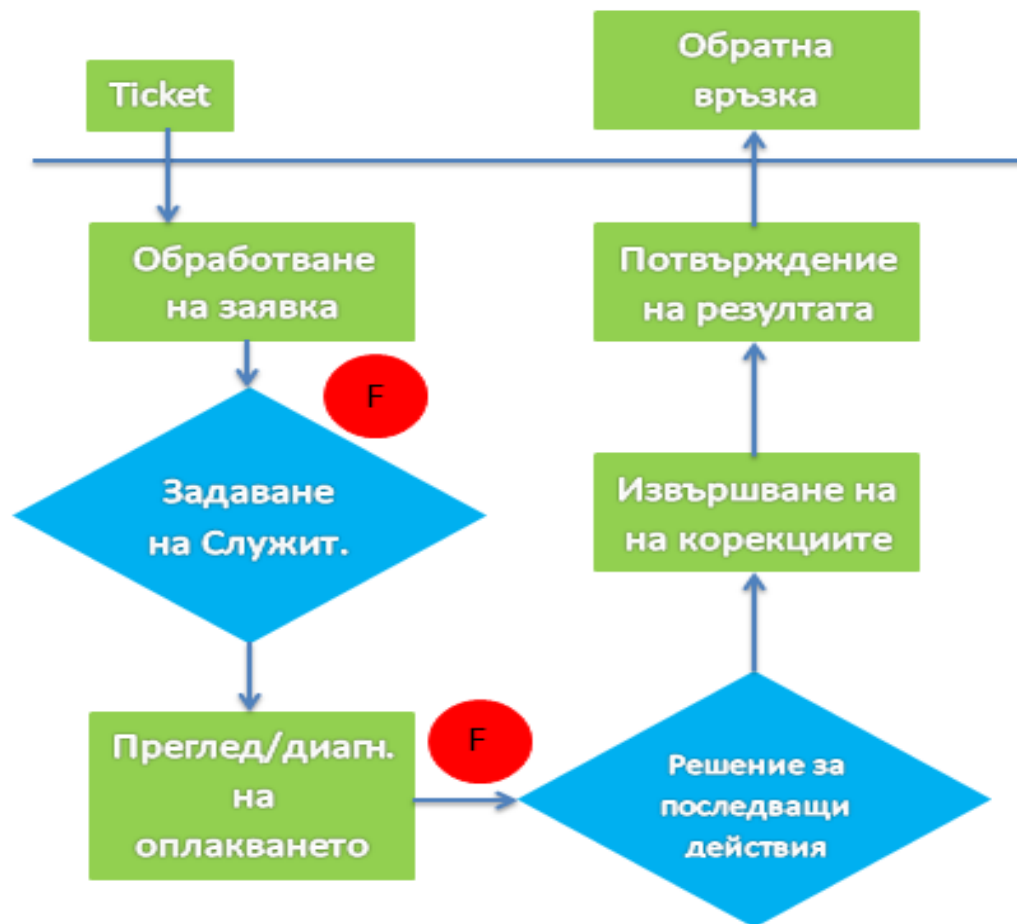 Ticket
Обработване
на заявка
F
Задаване
на Служит.
Преглед/диагн.
на
оплакването
F
Решение за
последващи
действия
Извършване на
на корекциите
Потвърждение
на резултата
Обратна
връзка